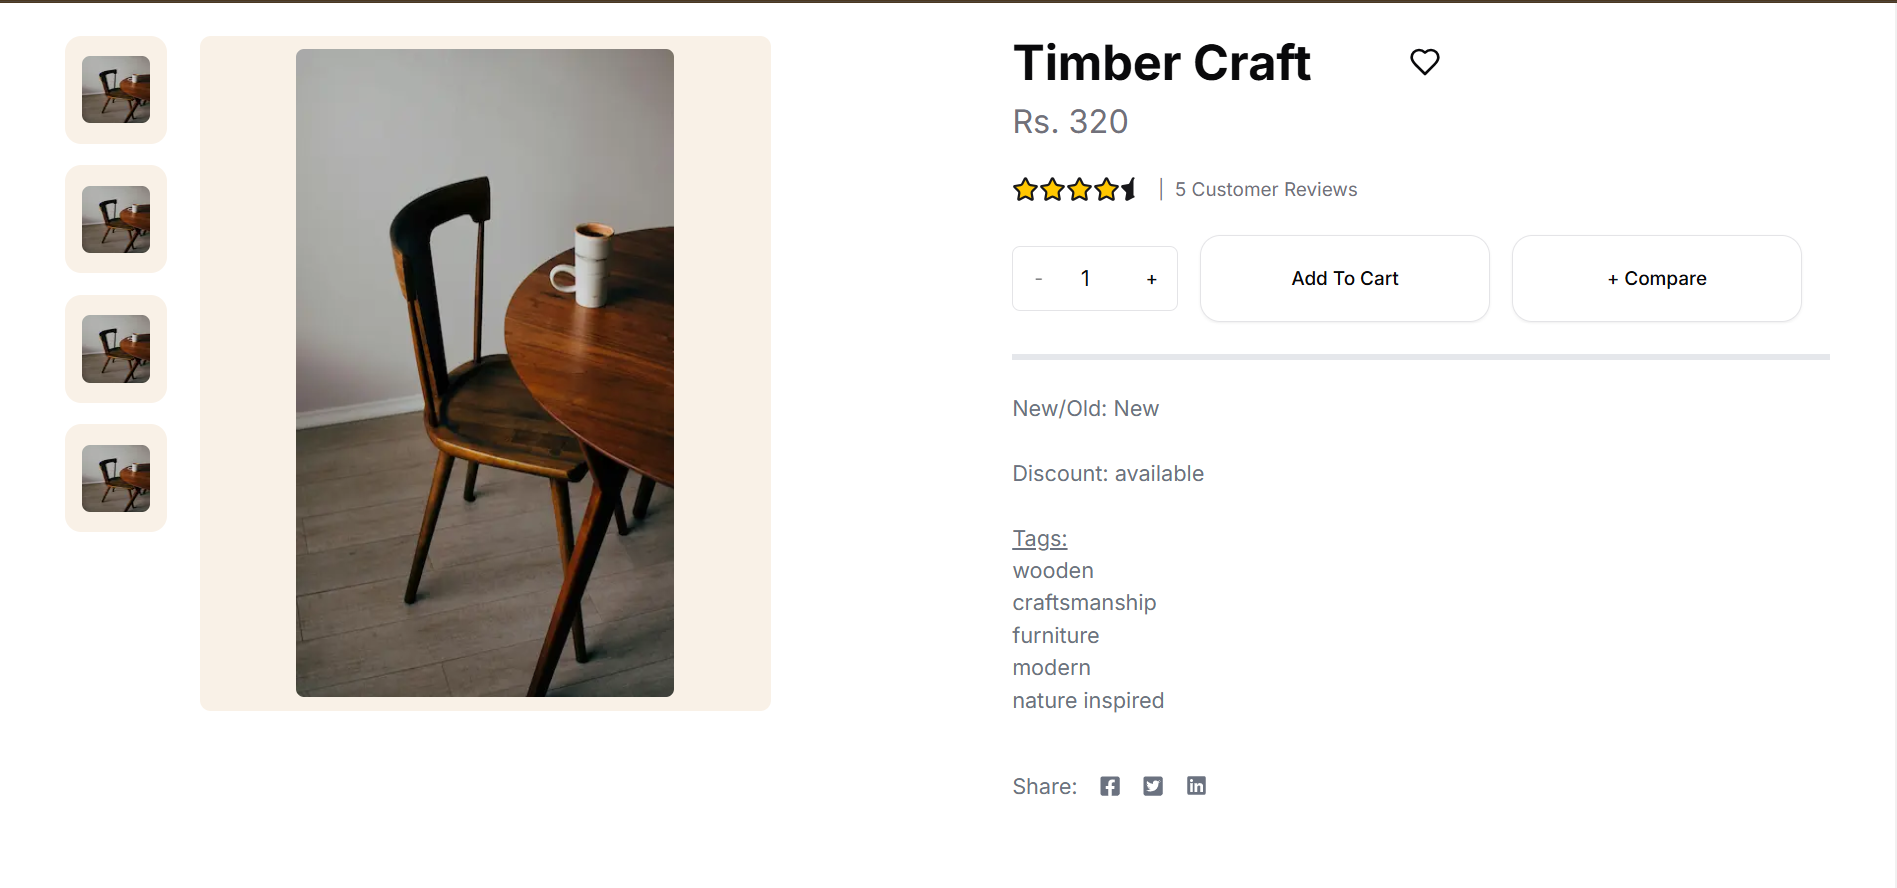 Timber Craft
Rs. 320
| 5 Customer Reviews
- 1 +
Add To Cart
+ Compare
New/Old: New
Discount: available
Tags:
wooden
craftsmanship
furniture
modern
nature inspired
Share: